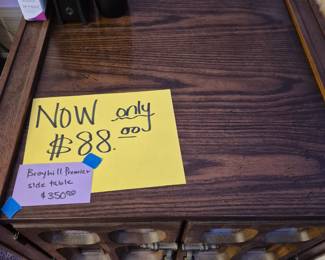 NOW only
$88.00
Broyhill Premier
side table
$350.00